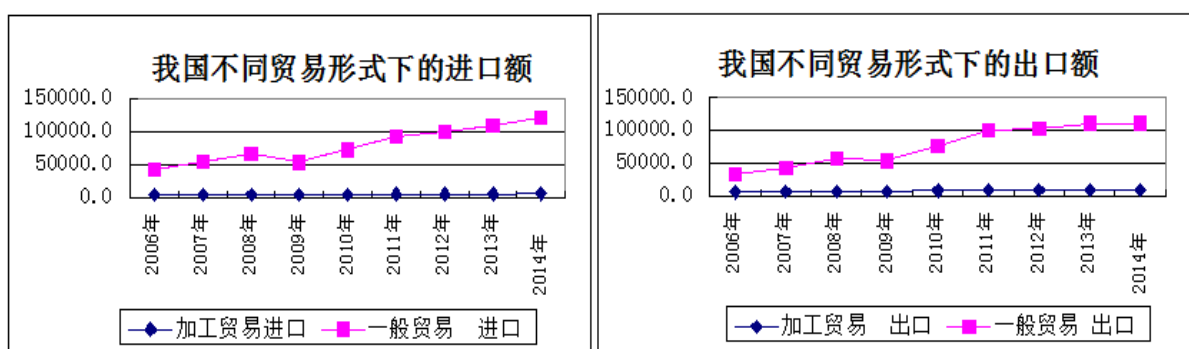 我国不同贸易形式下的进口额
150000.0
100000.0
50000.0
0.0
2006年
2007年
2008年
2009年
2010年
2011年
2012年
2013年
2014年
加工贸易进口
一般贸易 进口
我国不同贸易形式下的出口额
150000.0
100000.0
50000.0
0.0
2006年
2007年
2008年
2009年
2010年
2011年
2012年
2013年
2014年
加工贸易 出口
一般贸易 出口